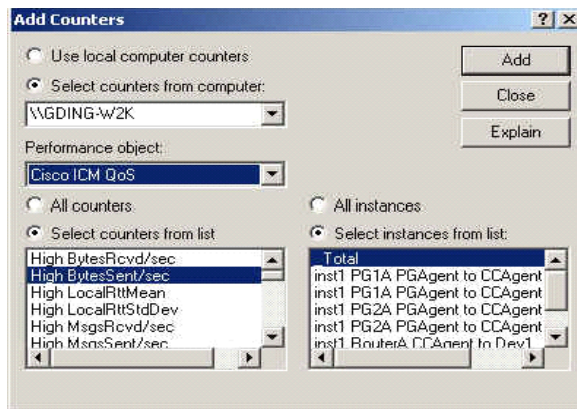 Add Counters
Use local computer counters
Select counters from computer:
\\GDING-W2K
Performance object:
Cisco ICM QoS
All counters
Select counters from list
High BytesRcvd/sec
High BytesSent/sec
High LocalRttMean
High LocalRttStdDev
High MsgsRcvd/sec
High MsgsSent/sec
Add
Close
Explain
All instances
Select instances from list:
_Total
inst1 PG1A PGAgent to CCAgent
inst1 PG1A PGAgent to CCAgent
inst1 PG2A PGAgent to CCAgent
inst1 PG2A PGAgent to CCAgent
inst1 RouterA CCAgent to Dev1